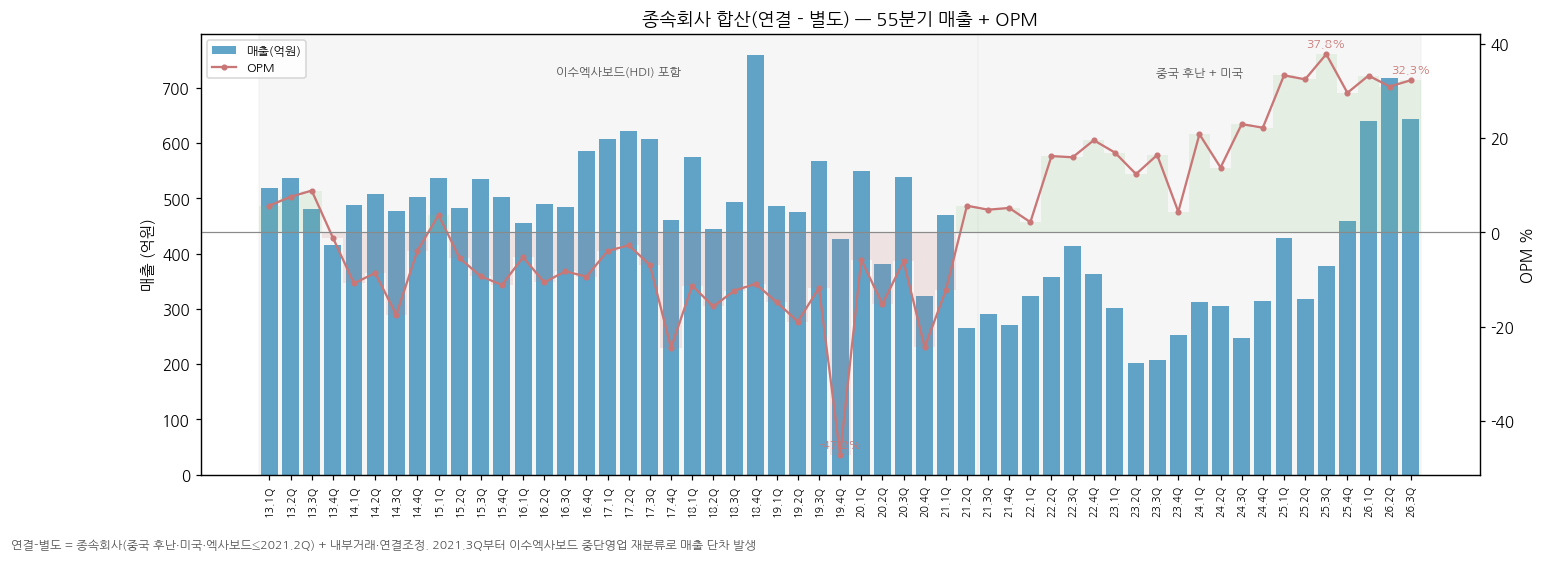 종속회사 합산(연결 - 별도) — 55분기 매출 + OPM
매출(억원)
OPM
이수엑사보드(HDI) 포함
중국 후난 + 미국
37.8%
32.3%
매출 (억원)
700
600
500
400
300
200
100
0
OPM %
40
20
0
-20
-40
13.1Q 13.2Q 13.3Q 13.4Q 14.1Q 14.2Q 14.3Q 14.4Q 15.1Q 15.2Q 15.3Q 15.4Q 16.1Q 16.2Q 16.3Q 16.4Q 17.1Q 17.2Q 17.3Q 17.4Q 18.1Q 18.2Q 18.3Q 18.4Q 19.1Q 19.2Q 19.3Q 19.4Q 20.1Q 20.2Q 20.3Q 20.4Q 21.1Q 21.2Q 21.3Q 21.4Q 22.1Q 22.2Q 22.3Q 22.4Q 23.1Q 23.2Q 23.3Q 23.4Q 24.1Q 24.2Q 24.3Q 24.4Q 25.1Q 25.2Q 25.3Q 25.4Q 26.1Q 26.2Q 26.3Q
연결-별도 = 종속회사(중국 후난·미국·엑사보드≤2021.2Q) + 내부거래·연결조정. 2021.3Q부터 이수엑사보드 중단영업 재분류로 매출 단차 발생